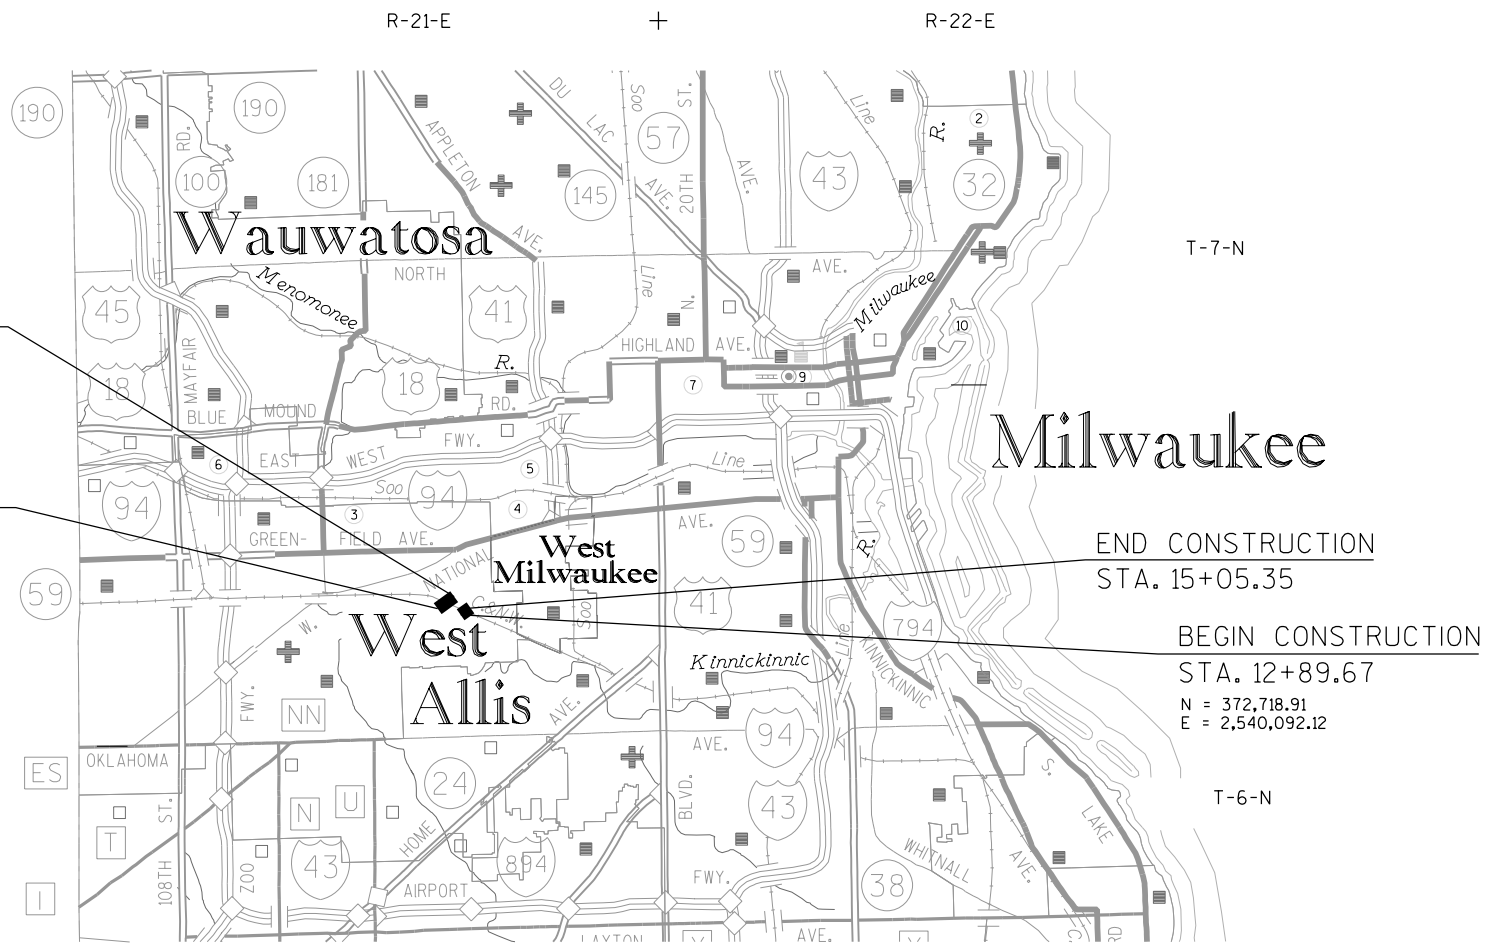 R-21-E
R-22-E
190
190
100
181
RD.
APPLETON
AVE.
DU
LAC
AVE.
Soo
Line
57
ST.
20TH
N.
145
AVE.
43
Line
R.
2
32
Wauwatosa
NORTH
AVE.
T-7-N
Menomonee
Milwaukee
45
41
HIGHLAND AVE.
10
MAYFAIR
18
18
R.
7
9
BLUE
MOUND
RD.
FWY.
EAST
WEST
6
5
Line
Soo
Milwaukee
94
94
3
4
GREEN-
FIELD AVE.
AVE.
59
NATIONAL
West
Milwaukee
R.
END CONSTRUCTION
STA. 15+05.35
59
C.&N.W.
Soo
41
794
W.
West
Allis
Kinnickinnic
Line
KINNICKINNIC
BEGIN CONSTRUCTION
STA. 12+89.67
N = 372,718.91
E = 2,540,092.12
FWY.
NN
AVE.
AVE.
94
OKLAHOMA
ES
24
S.
T-6-N
ST.
N
U
BLVD.
43
LAKE
T
HOME
43
894
WHITNALL
AVE.
108TH
ZOO
AIRPORT
FWY.
38
I
LAYTON
AVE.
Y
Y
RD